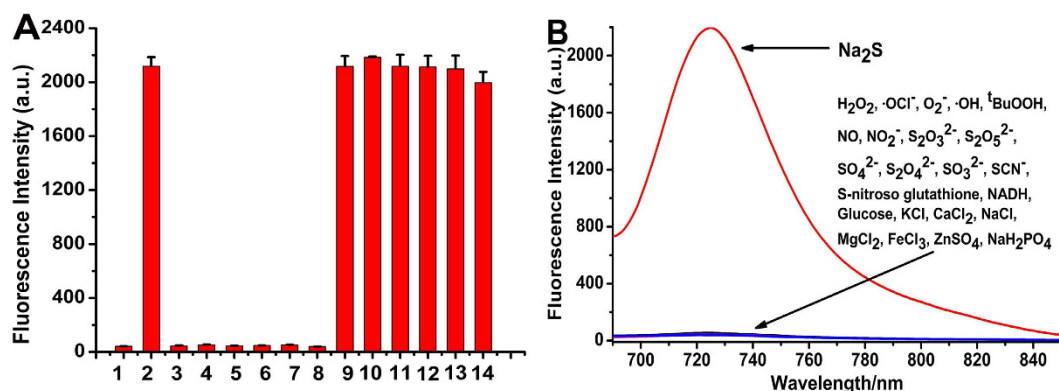 A
Fluorescence Intensity (a.u.)
2400
2000
1600
1200
800
400
0
1 2 3 4 5 6 7 8 9 10 11 12 13 14
B
Fluorescence Intensity (a.u.)
2000
1600
1200
800
400
0
Na₂S
H₂O₂, ·OCl⁻, O₂⁻, ·OH, ᵗBuOOH,
NO, NO₂⁻, S₂O₃²⁻, S₂O₅²⁻,
SO₄²⁻, S₂O₄²⁻, SO₃²⁻, SCN⁻,
S-nitroso glutathione, NADH,
Glucose, KCl, CaCl₂, NaCl,
MgCl₂, FeCl₃, ZnSO₄, NaH₂PO₄
700 720 740 760 780 800 820 840
Wavelength/nm